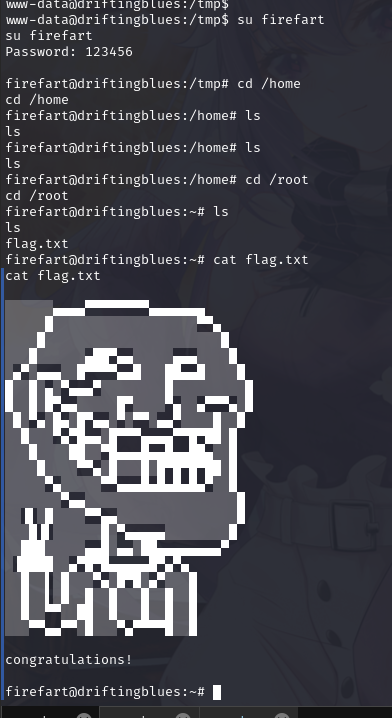 www-data@driftingblues:/tmp$
www-data@driftingblues:/tmp$ su firefart
su firefart
Password: 123456
firefart@driftingblues:/tmp# cd /home
cd /home
firefart@driftingblues:/home# ls
ls
firefart@driftingblues:/home# ls
ls
firefart@driftingblues:/home# cd /root
cd /root
firefart@driftingblues:~# ls
ls
flag.txt
firefart@driftingblues:~# cat flag.txt
cat flag.txt
congratulations!
firefart@driftingblues:~#